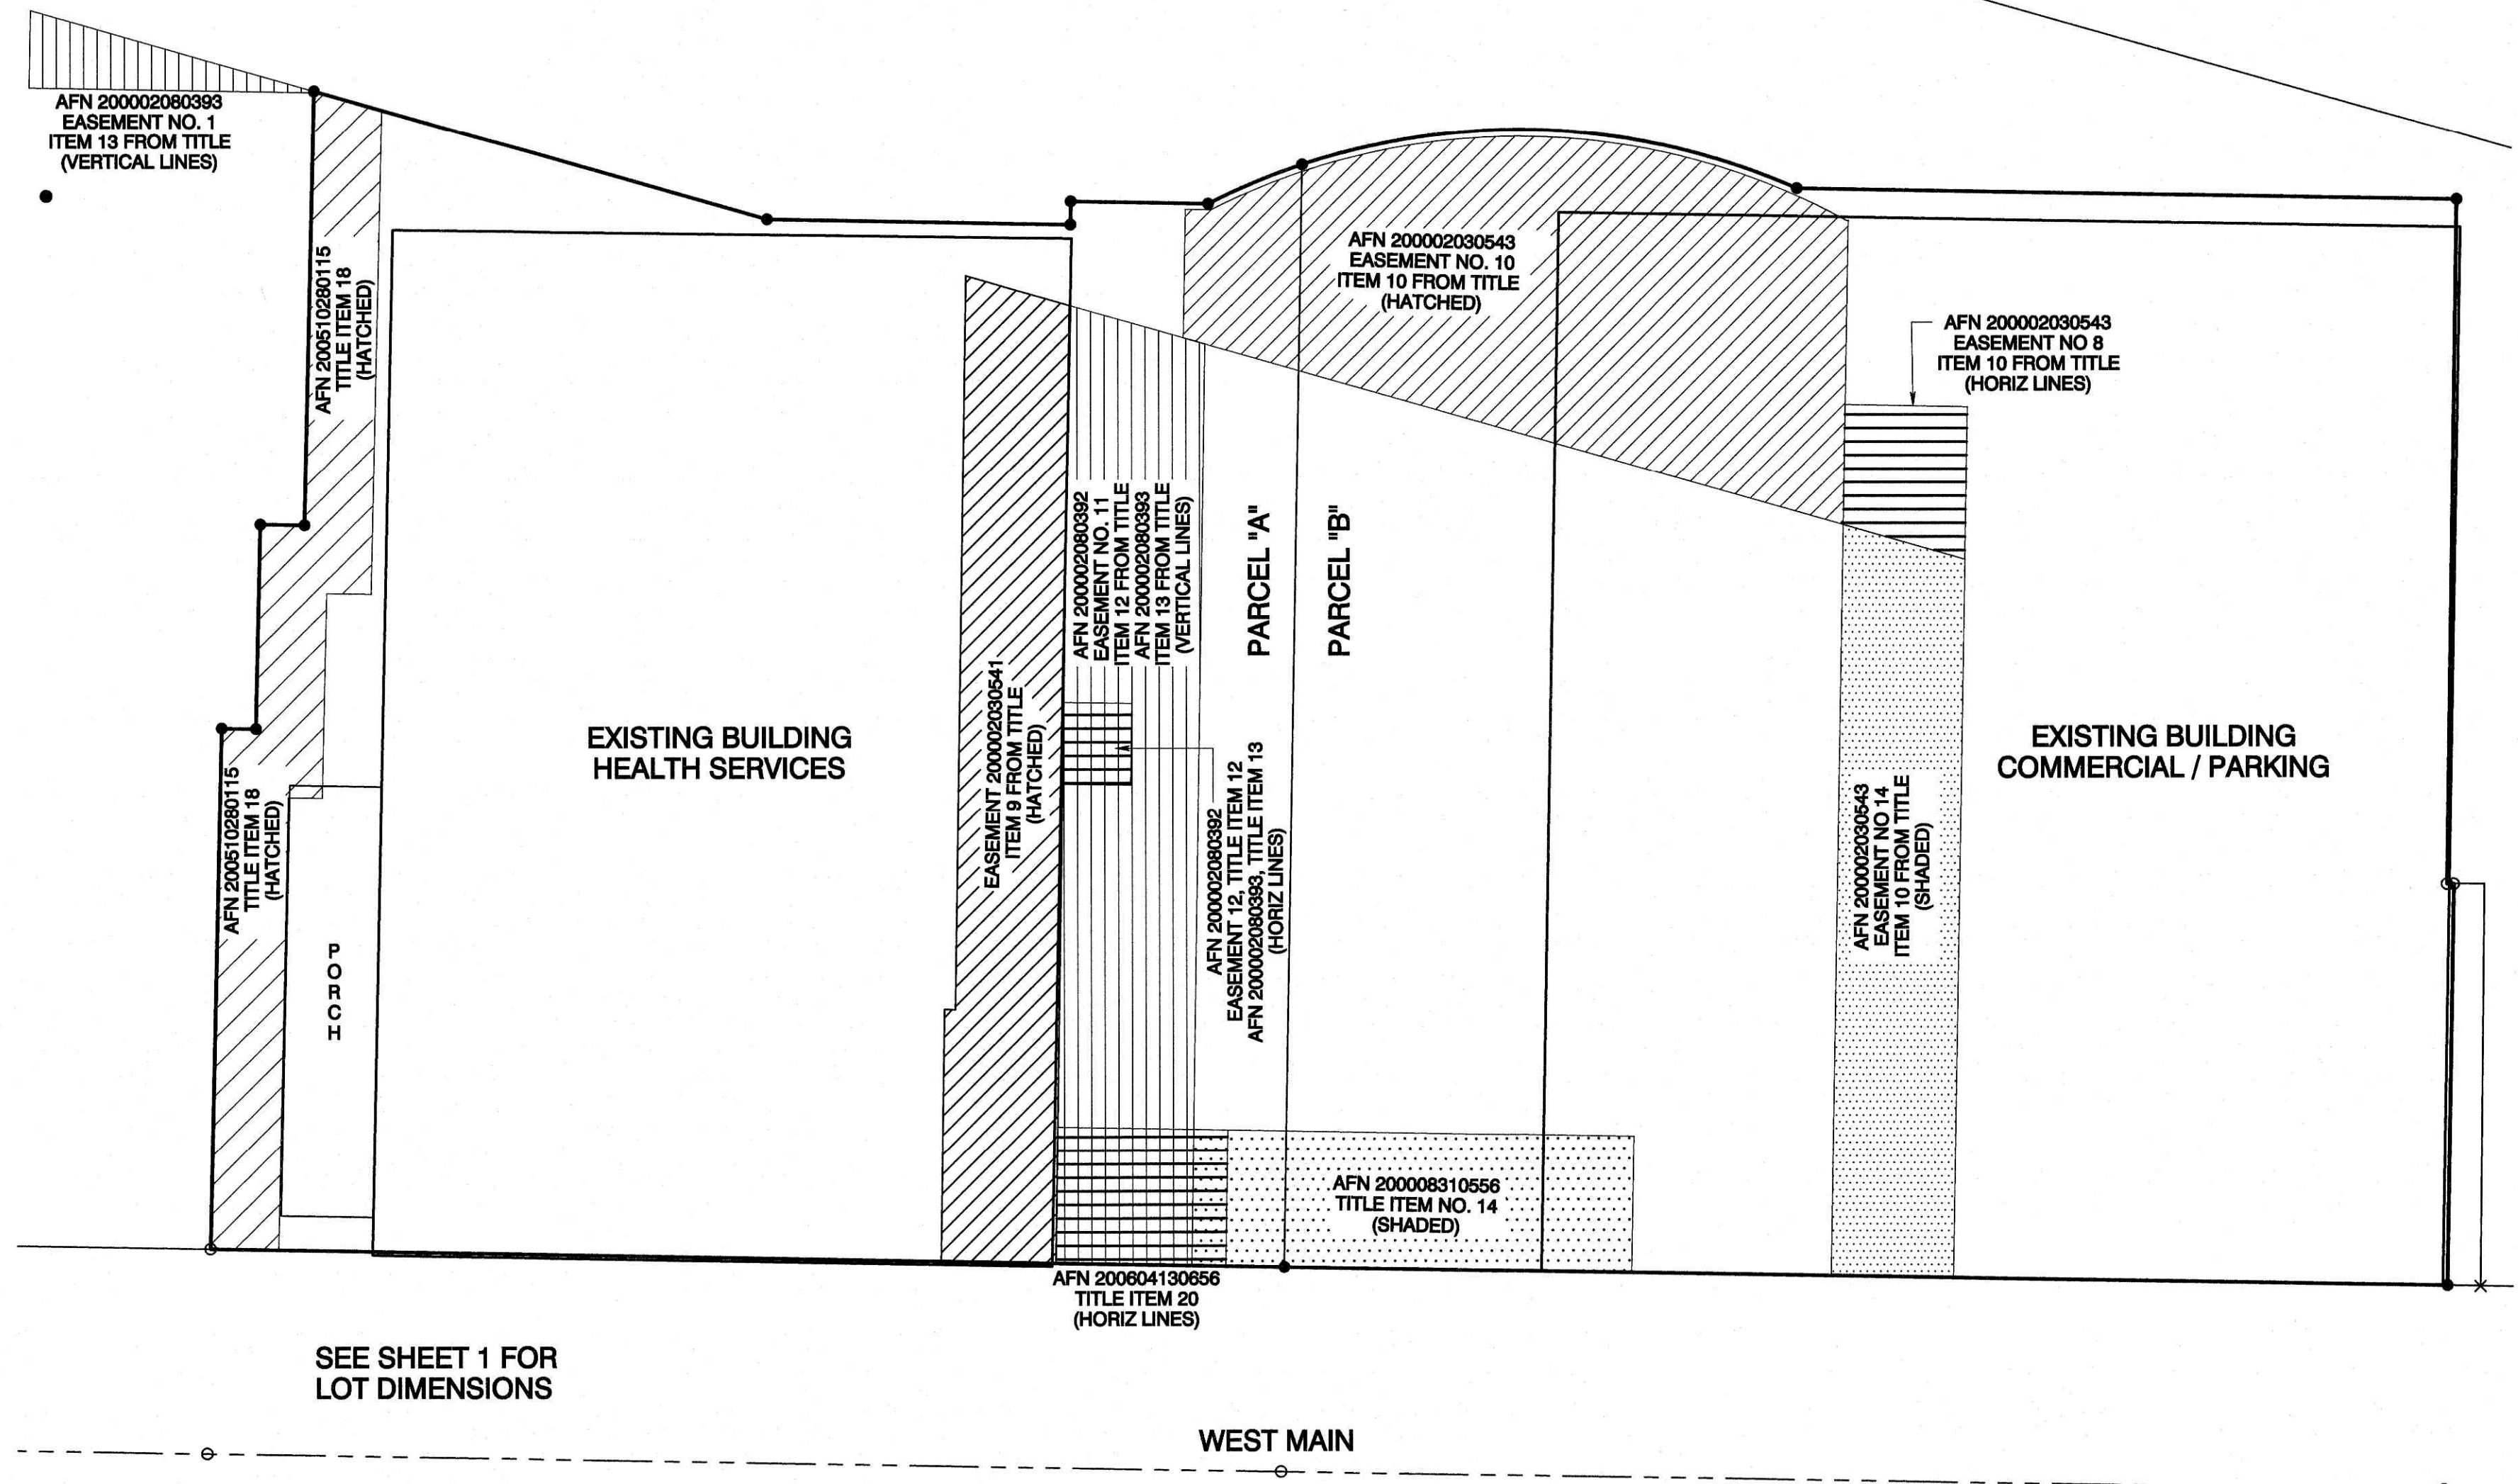 AFN 200002080393
EASEMENT NO. 1
ITEM 13 FROM TITLE
(VERTICAL LINES)
AFN 200510280115
TITLE ITEM 18
(HATCHED)
AFN 200002030543
EASEMENT NO. 10
ITEM 10 FROM TITLE
(HATCHED)
AFN 200002030543
EASEMENT NO 8
ITEM 10 FROM TITLE
(HORIZ LINES)
AFN 200002080392
EASEMENT NO. 11
ITEM 12 FROM TITLE
AFN 200002080393
ITEM 13 FROM TITLE
(VERTICAL LINES)
PARCEL "A"
PARCEL "B"
EXISTING BUILDING
HEALTH SERVICES
EASEMENT 200002030541
ITEM 9 FROM TITLE
(HATCHED)
AFN 200002080392
EASEMENT 12, TITLE ITEM 12
AFN 200002080393, TITLE ITEM 13
(HORIZ LINES)
EXISTING BUILDING
COMMERCIAL / PARKING
AFN 200002030543
EASEMENT NO 14
ITEM 10 FROM TITLE
(SHADED)
AFN 200510280115
TITLE ITEM 18
(HATCHED)
PORCH
AFN 200008310556
TITLE ITEM NO. 14
(SHADED)
AFN 200604130656
TITLE ITEM 20
(HORIZ LINES)
SEE SHEET 1 FOR
LOT DIMENSIONS
WEST MAIN